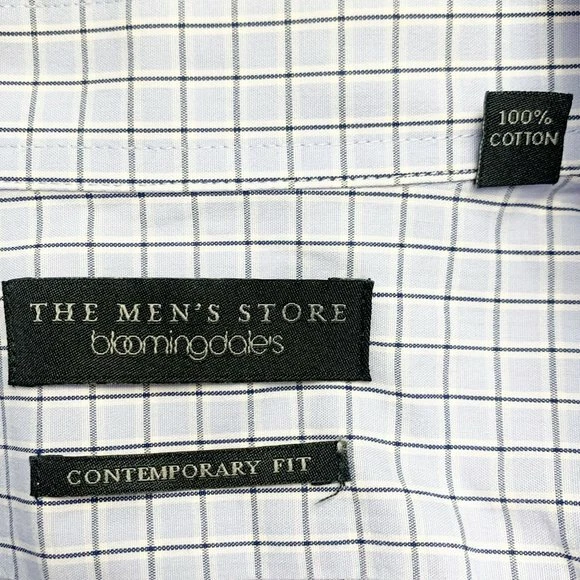 100%
COTTON
THE MEN'S STORE
bloomingdale's
CONTEMPORARY FIT